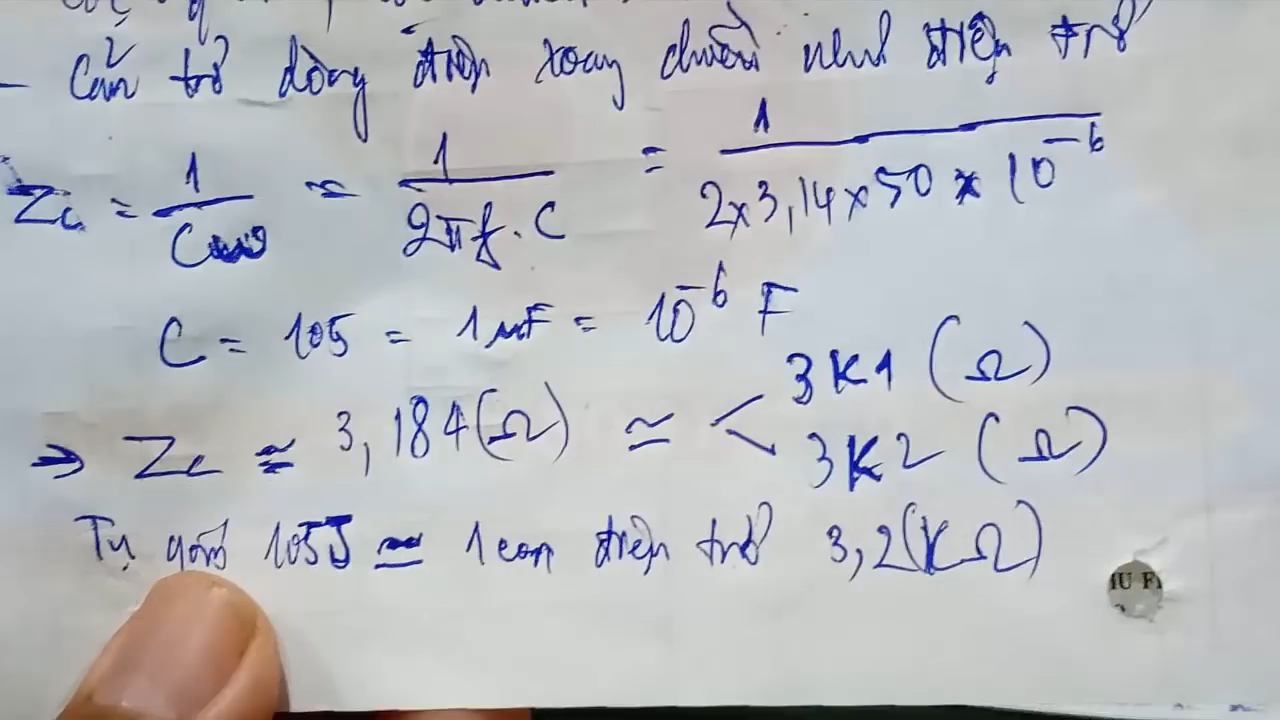 - Cản trở dòng điện xoay chiều như điện trở
Zc = 1/Cω = 1/2πf.C = 1/2x3,14x50x10^-6
C = 105 = 1µF = 10^-6 F
⇒ Zc ≃ 3,184(Ω) ≃ < 3K1 (Ω)
3K2 (Ω)
Tụ gốm 105J ≃ 1 con điện trở 3,2(KΩ)